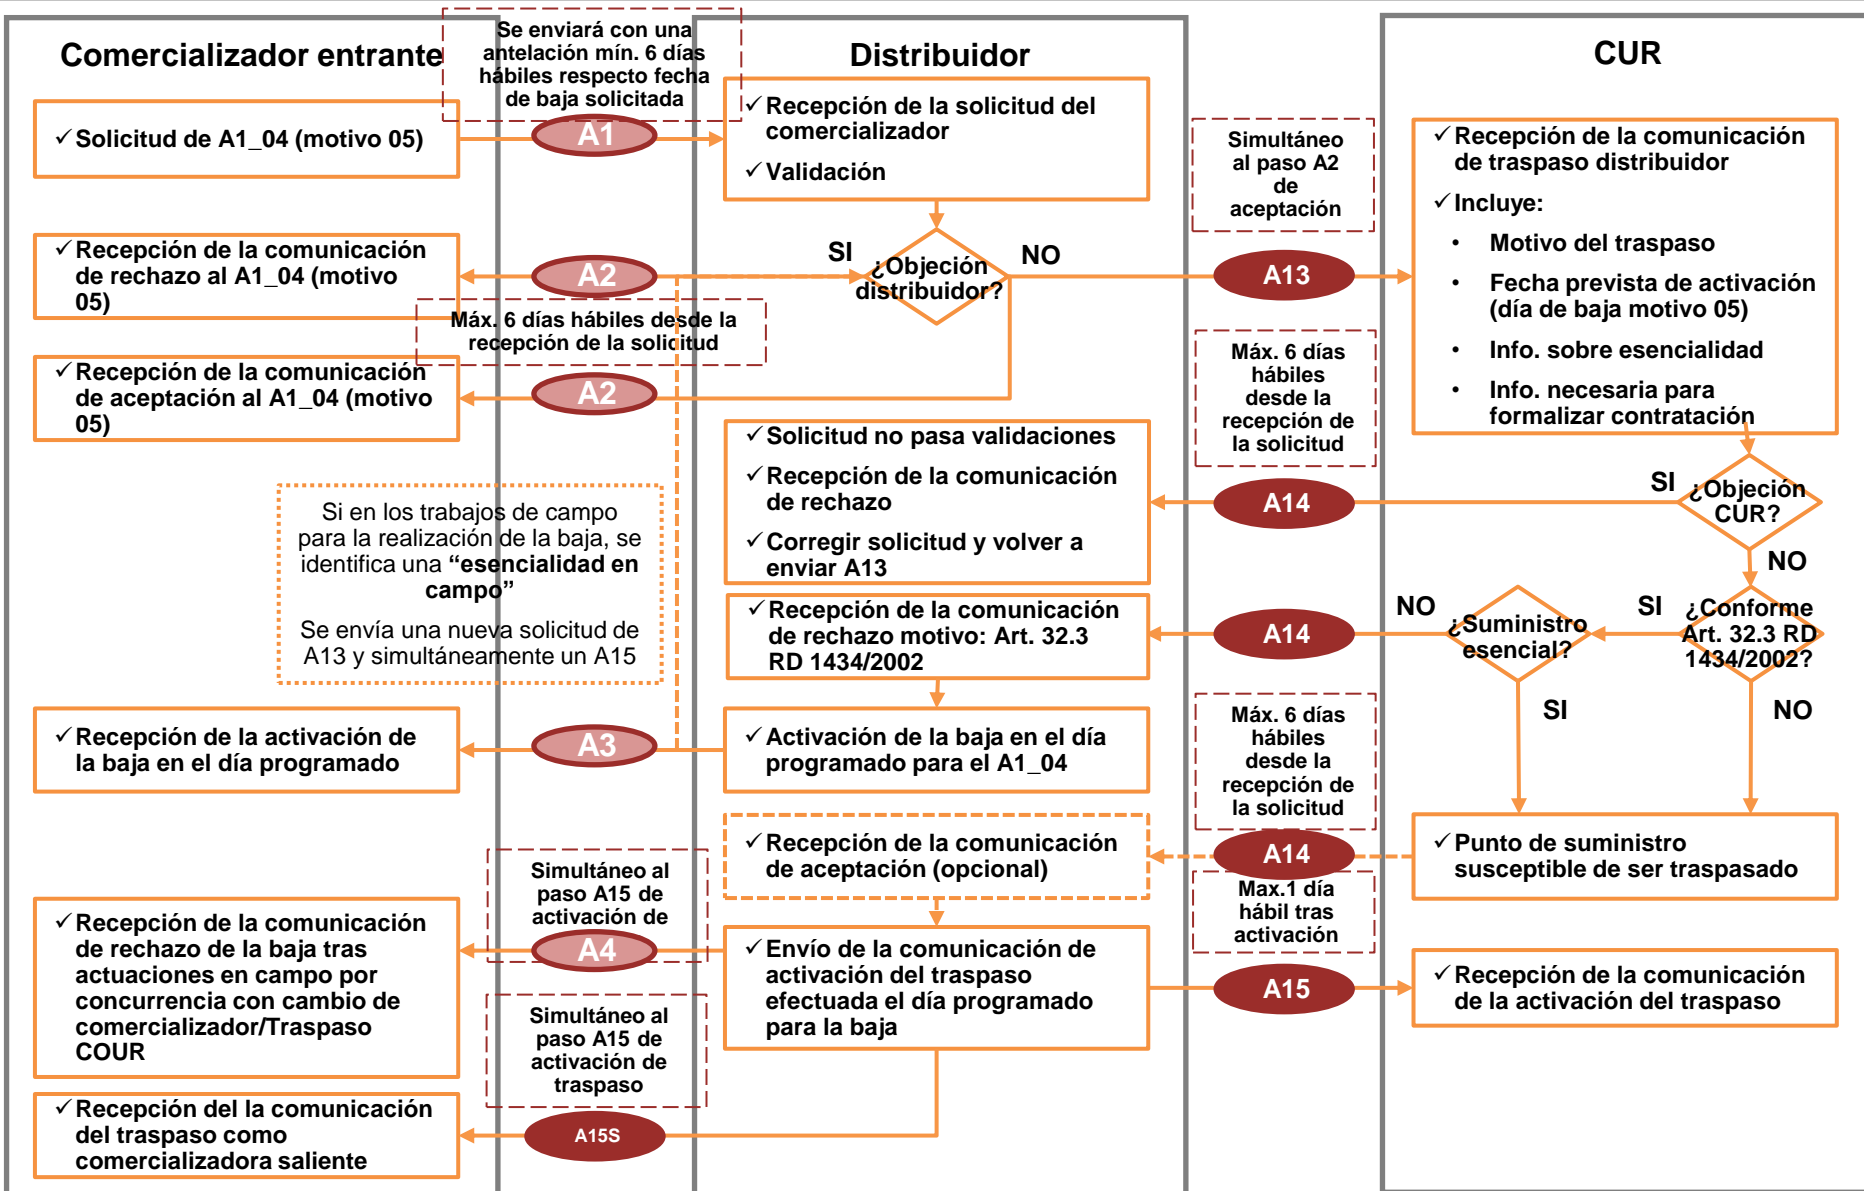 Comercializador entrante
Se enviará con una
antelación mín. 6 días
hábiles respecto fecha
de baja solicitada
Distribuidor
CUR
✓ Solicitud de A1_04 (motivo 05)
A1
✓ Recepción de la solicitud del
comercializador
✓ Validación
Simultáneo
al paso A2
de
aceptación
✓ Recepción de la comunicación
de traspaso distribuidor
✓ Incluye:
• Motivo del traspaso
• Fecha prevista de activación
(día de baja motivo 05)
• Info. sobre esencialidad
• Info. necesaria para
formalizar contratación
✓ Recepción de la comunicación
de rechazo al A1_04 (motivo
05)
A2
SI
¿Objeción
distribuidor?
NO
A13
Máx. 6 días hábiles desde la
recepción de la solicitud
✓ Recepción de la comunicación
de aceptación al A1_04 (motivo
05)
A2
Máx. 6 días
hábiles
desde la
recepción de
la solicitud
✓ Solicitud no pasa validaciones
✓ Recepción de la comunicación
de rechazo
✓ Corregir solicitud y volver a
enviar A13
A14
SI
¿Objeción
CUR?
NO
Si en los trabajos de campo
para la realización de la baja, se
identifica una “esencialidad en
campo”
Se envía una nueva solicitud de
A13 y simultáneamente un A15
✓ Recepción de la comunicación
de rechazo motivo: Art. 32.3
RD 1434/2002
A14
NO
¿Suministro
esencial?
SI
¿Conforme
Art. 32.3 RD
1434/2002?
SI
NO
✓ Recepción de la activación de
la baja en el día programado
A3
✓ Activación de la baja en el día
programado para el A1_04
Máx. 6 días
hábiles
desde la
recepción de
la solicitud
✓ Recepción de la comunicación
de aceptación (opcional)
A14
✓ Punto de suministro
susceptible de ser traspasado
Simultáneo al
paso A15 de
activación de
Max.1 día
hábil tras
activación
✓ Recepción de la comunicación
de rechazo de la baja tras
actuaciones en campo por
concurrencia con cambio de
comercializador/Traspaso
COUR
A4
✓ Envío de la comunicación de
activación del traspaso
efectuada el día programado
para la baja
A15
✓ Recepción de la comunicación
de la activación del traspaso
Simultáneo al
paso A15 de
activación de
traspaso
✓ Recepción del la comunicación
del traspaso como
comercializadora saliente
A15S